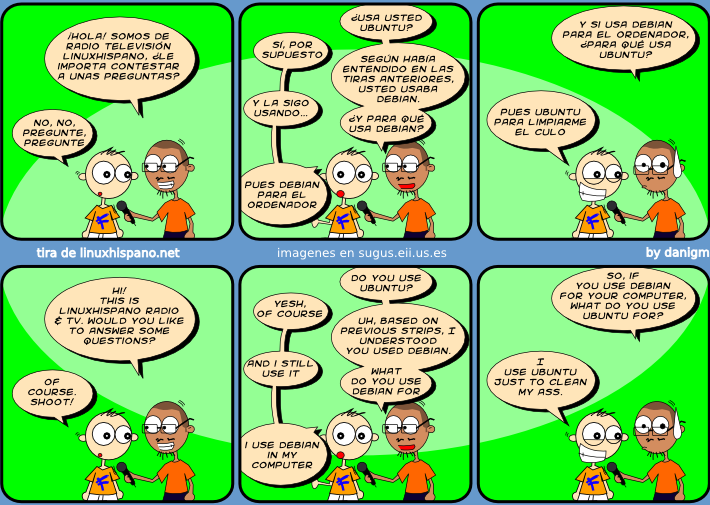 ¡HOLA! SOMOS DE
RADIO TELEVISIÓN
LINUXHISPANO, ¿LE
IMPORTA CONTESTAR
A UNAS PREGUNTAS?
NO, NO,
PREGUNTE,
PREGUNTE
¿USA USTED
UBUNTU?
SÍ, POR
SUPUESTO
SEGÚN HABÍA
ENTENDIDO EN LAS
TIRAS ANTERIORES,
USTED USABA
DEBIAN.
Y LA SIGO
USANDO...
¿Y PARA QUÉ
USA DEBIAN?
PUES DEBIAN
PARA EL
ORDENADOR
Y SI USA DEBIAN
PARA EL ORDENADOR,
¿PARA QUÉ USA
UBUNTU?
PUES UBUNTU
PARA LIMPIARME
EL CULO
tira de linuxhispano.net
imagenes en sugus.eii.us.es
by danigm
HI!
THIS IS
LINUXHISPANO RADIO
& TV. WOULD YOU LIKE
TO ANSWER SOME
QUESTIONS?
OF
COURSE.
SHOOT!
DO YOU USE
UBUNTU?
YESH,
OF COURSE
UH, BASED ON
PREVIOUS STRIPS, I
UNDERSTOOD
YOU USED DEBIAN.
AND I STILL
USE IT
WHAT
DO YOU USE
DEBIAN FOR
I USE DEBIAN
IN MY
COMPUTER
SO, IF
YOU USE DEBIAN
FOR YOUR COMPUTER,
WHAT DO YOU USE
UBUNTU FOR?
I
USE UBUNTU
JUST TO CLEAN
MY ASS.